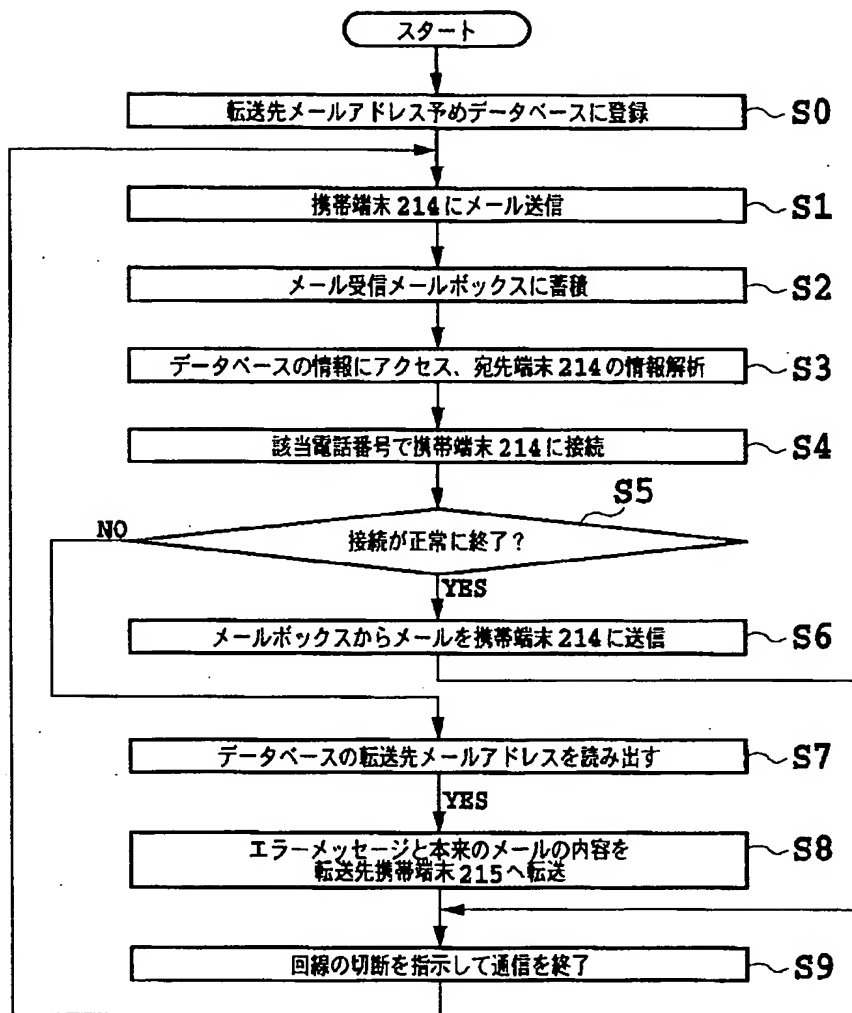 スタート
転送先メールアドレス予めデータベースに登録 S0
携帯端末214にメール送信 S1
メール受信メールボックスに蓄積 S2
データベースの情報にアクセス、宛先端末214の情報解析 S3
該当電話番号で携帯端末214に接続 S4
S5
NO
接続が正常に終了?
YES
メールボックスからメールを携帯端末214に送信 S6
データベースの転送先メールアドレスを読み出す S7
YES
エラーメッセージと本来のメールの内容を
転送先携帯端末215へ転送 S8
回線の切断を指示して通信を終了 S9